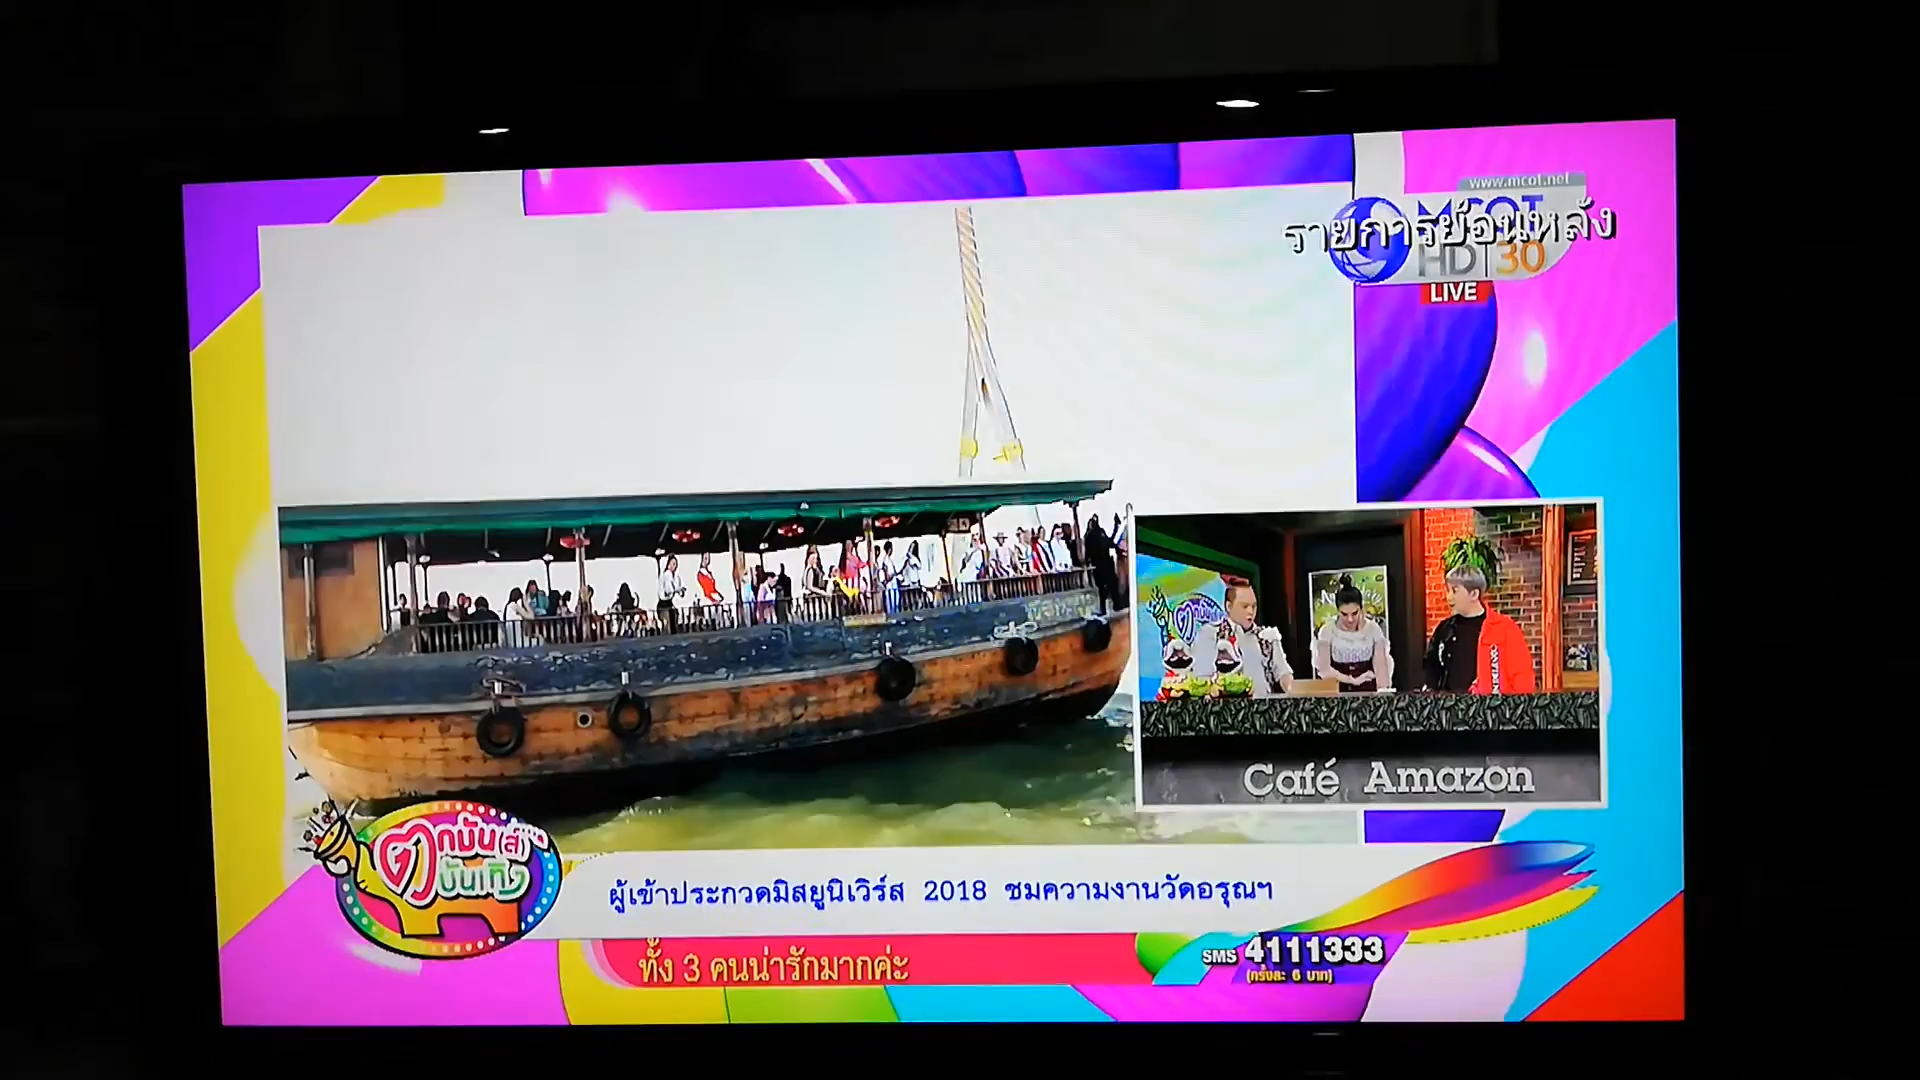 www.mcot.net
MCOT
รายการย้อนหลัง
HD 30
LIVE
Café Amazon
ตกมัน(ส์)
บันเทิง
ผู้เข้าประกวดมิสยูนิเวิร์ส 2018 ชมความงานวัดอรุณฯ
ทั้ง 3 คนน่ารักมากค่ะ
SMS 4111333
(ครั้งละ 6 บาท)